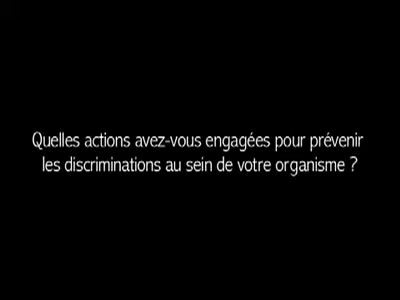 Quelles actions avez-vous engagées pour prévenir
les discriminations au sein de votre organisme ?